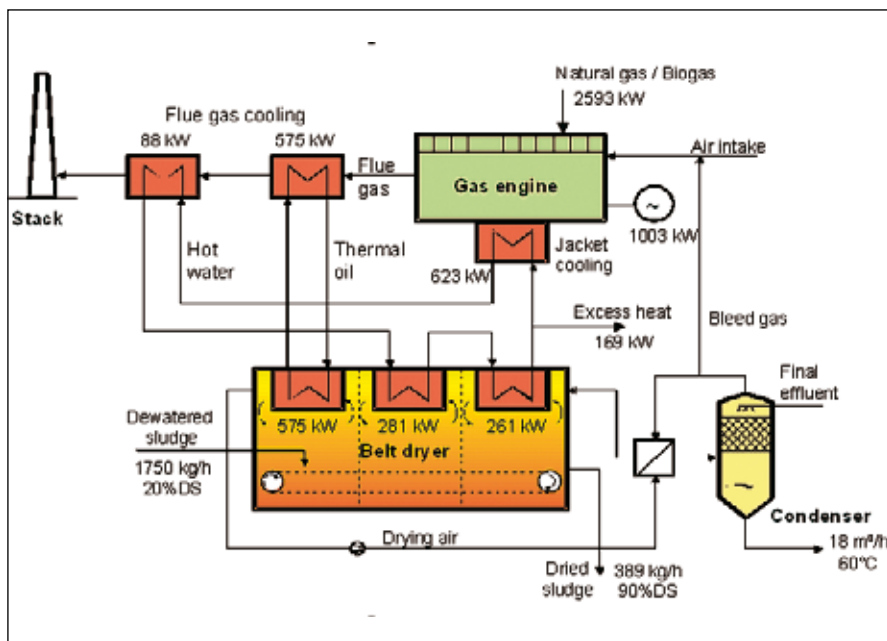 Natural gas / Biogas
2593 kW
Flue gas cooling
88 kW
575 kW
Air intake
Flue
gas
Gas engine
~
Stack
1003 kW
Hot
water
Thermal
oil
Jacket
cooling
623 kW
Excess heat
169 kW
Bleed gas
Final
effluent
Dewatered
sludge
575 kW
281 kW
261 kW
Belt dryer
1750 kg/h
20%DS
Condenser
Drying air
18 m³/h
60°C
Dried
sludge
389 kg/h
90%DS